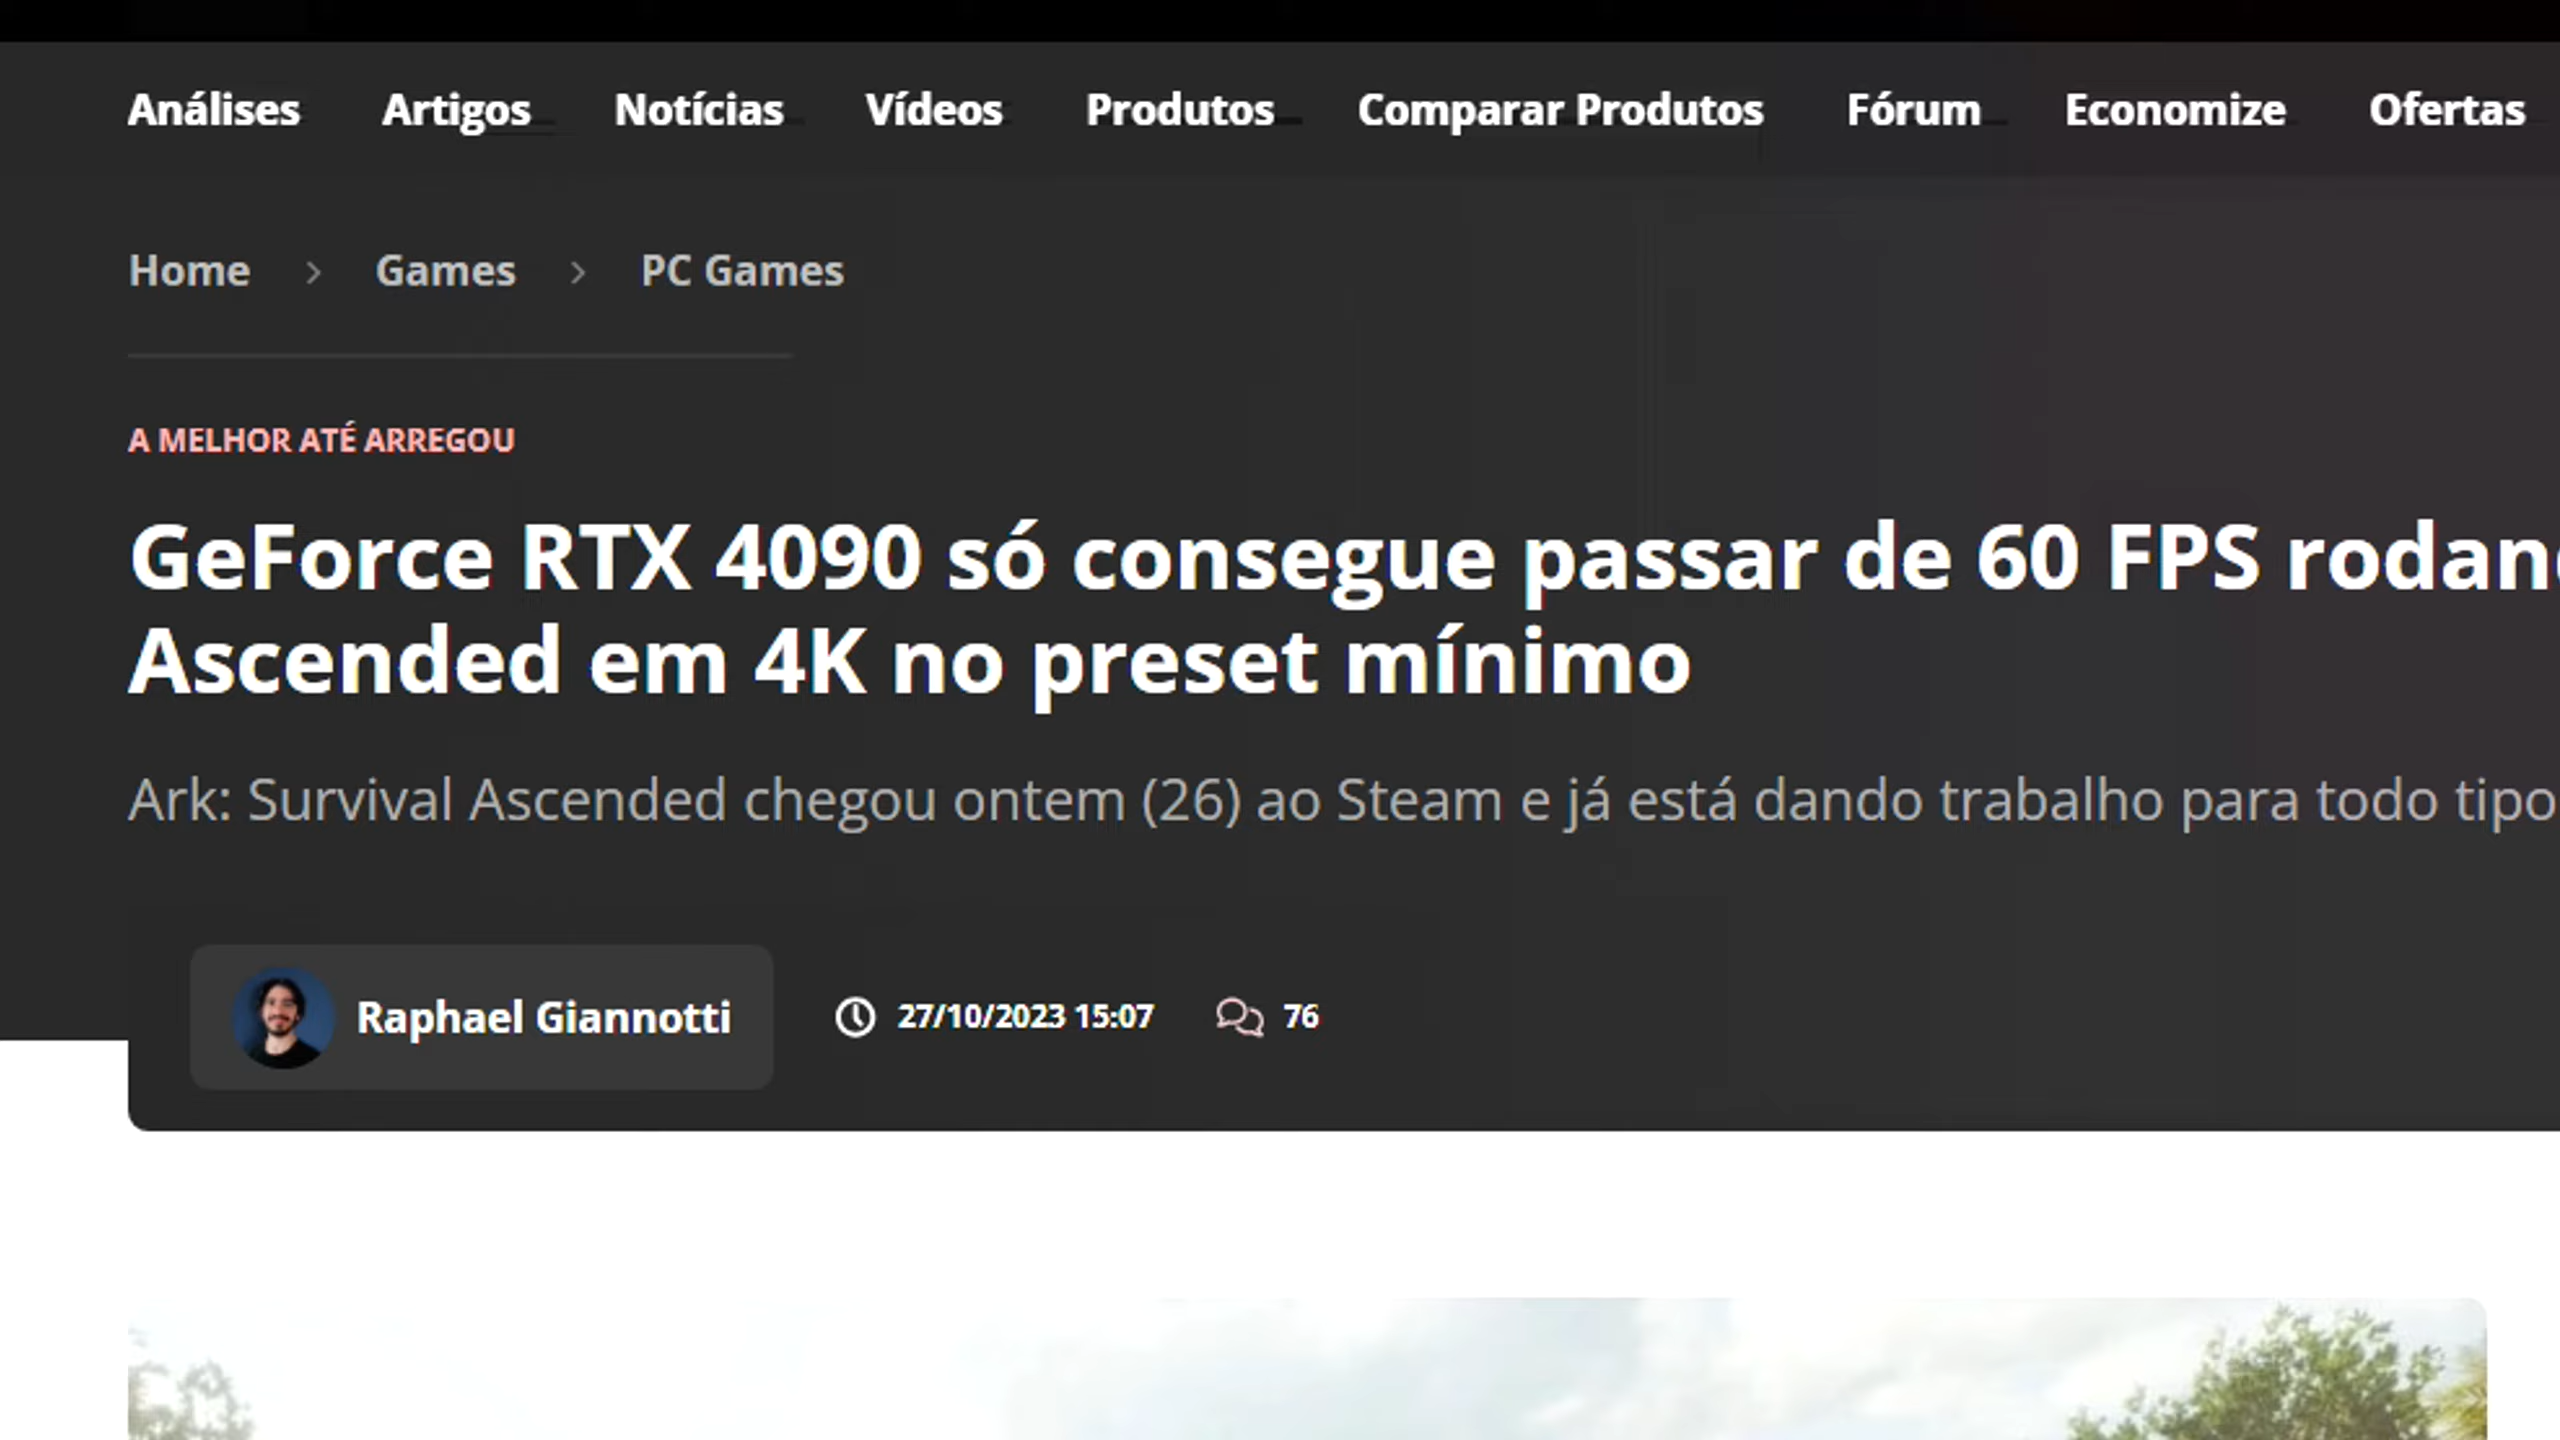 Análises Artigos Notícias Vídeos Produtos Comparar Produtos Fórum Economize Ofertas
Home > Games > PC Games
A MELHOR ATÉ ARREGOU
GeForce RTX 4090 só consegue passar de 60 FPS
Ascended em 4K no preset mínimo
Ark: Survival Ascended chegou ontem (26) ao Steam e já está dando trabalho para todo tipo
Raphael Giannotti 27/10/2023 15:07 76